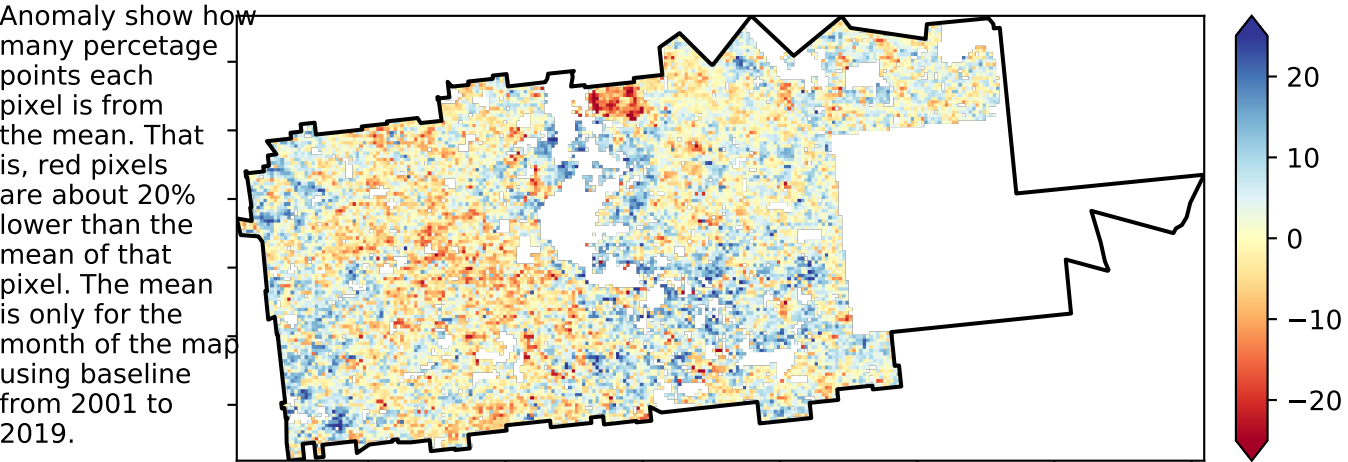 Anomaly show how
many percetage
points each
pixel is from
the mean. That
is, red pixels
are about 20%
lower than the
mean of that
pixel. The mean
is only for the
month of the map
using baseline
from 2001 to
2019.
20
10
0
−10
−20